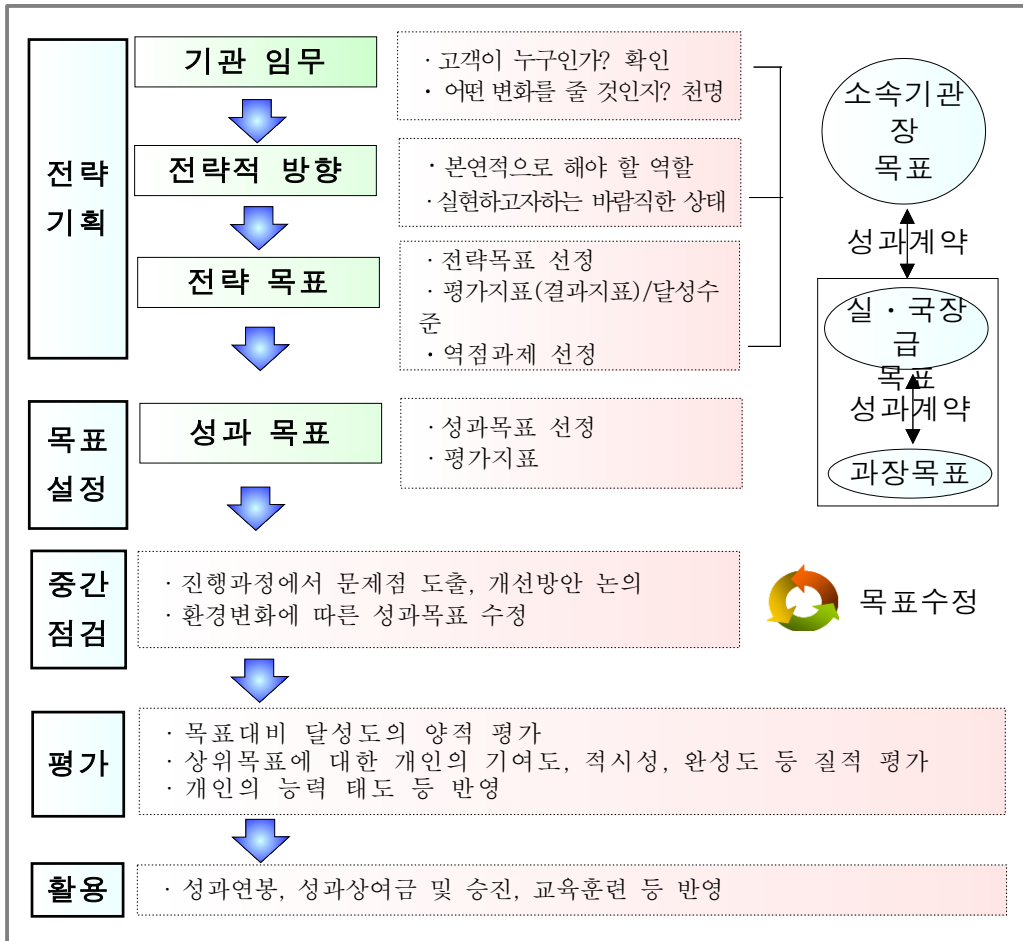 전략
기획
기관 임무
· 고객이 누구인가? 확인
· 어떤 변화를 줄 것인지? 천명
전략적 방향
· 본연적으로 해야 할 역할
· 실현하고자하는 바람직한 상태
전략 목표
· 전략목표 선정
· 평가지표(결과지표)/달성수
준
· 역점과제 선정
소속기관
장
목표
성과계약
실 · 국장
급
목표
성과계약
과장목표
목표
설정
성과 목표
· 성과목표 선정
· 평가지표
중간
점검
· 진행과정에서 문제점 도출, 개선방안 논의
· 환경변화에 따른 성과목표 수정
목표수정
평가
· 목표대비 달성도의 양적 평가
· 상위목표에 대한 개인의 기여도, 적시성, 완성도 등 질적 평가
· 개인의 능력 태도 등 반영
활용
· 성과연봉, 성과상여금 및 승진, 교육훈련 등 반영